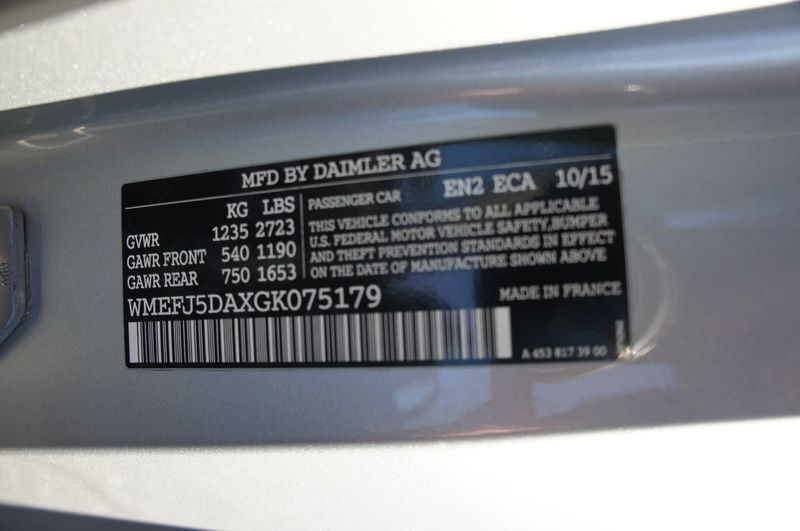 MFD BY DAIMLER AG
EN2 ECA 10/15
KG LBS
GVWR 1235 2723
GAWR FRONT 540 1190
GAWR REAR 750 1653
PASSENGER CAR
THIS VEHICLE CONFORMS TO ALL APPLICABLE
U.S. FEDERAL MOTOR VEHICLE SAFETY, BUMPER
AND THEFT PREVENTION STANDARDS IN EFFECT
ON THE DATE OF MANUFACTURE SHOWN ABOVE
WMEFJ5DAXGK075179
MADE IN FRANCE
A 453 817 39 00